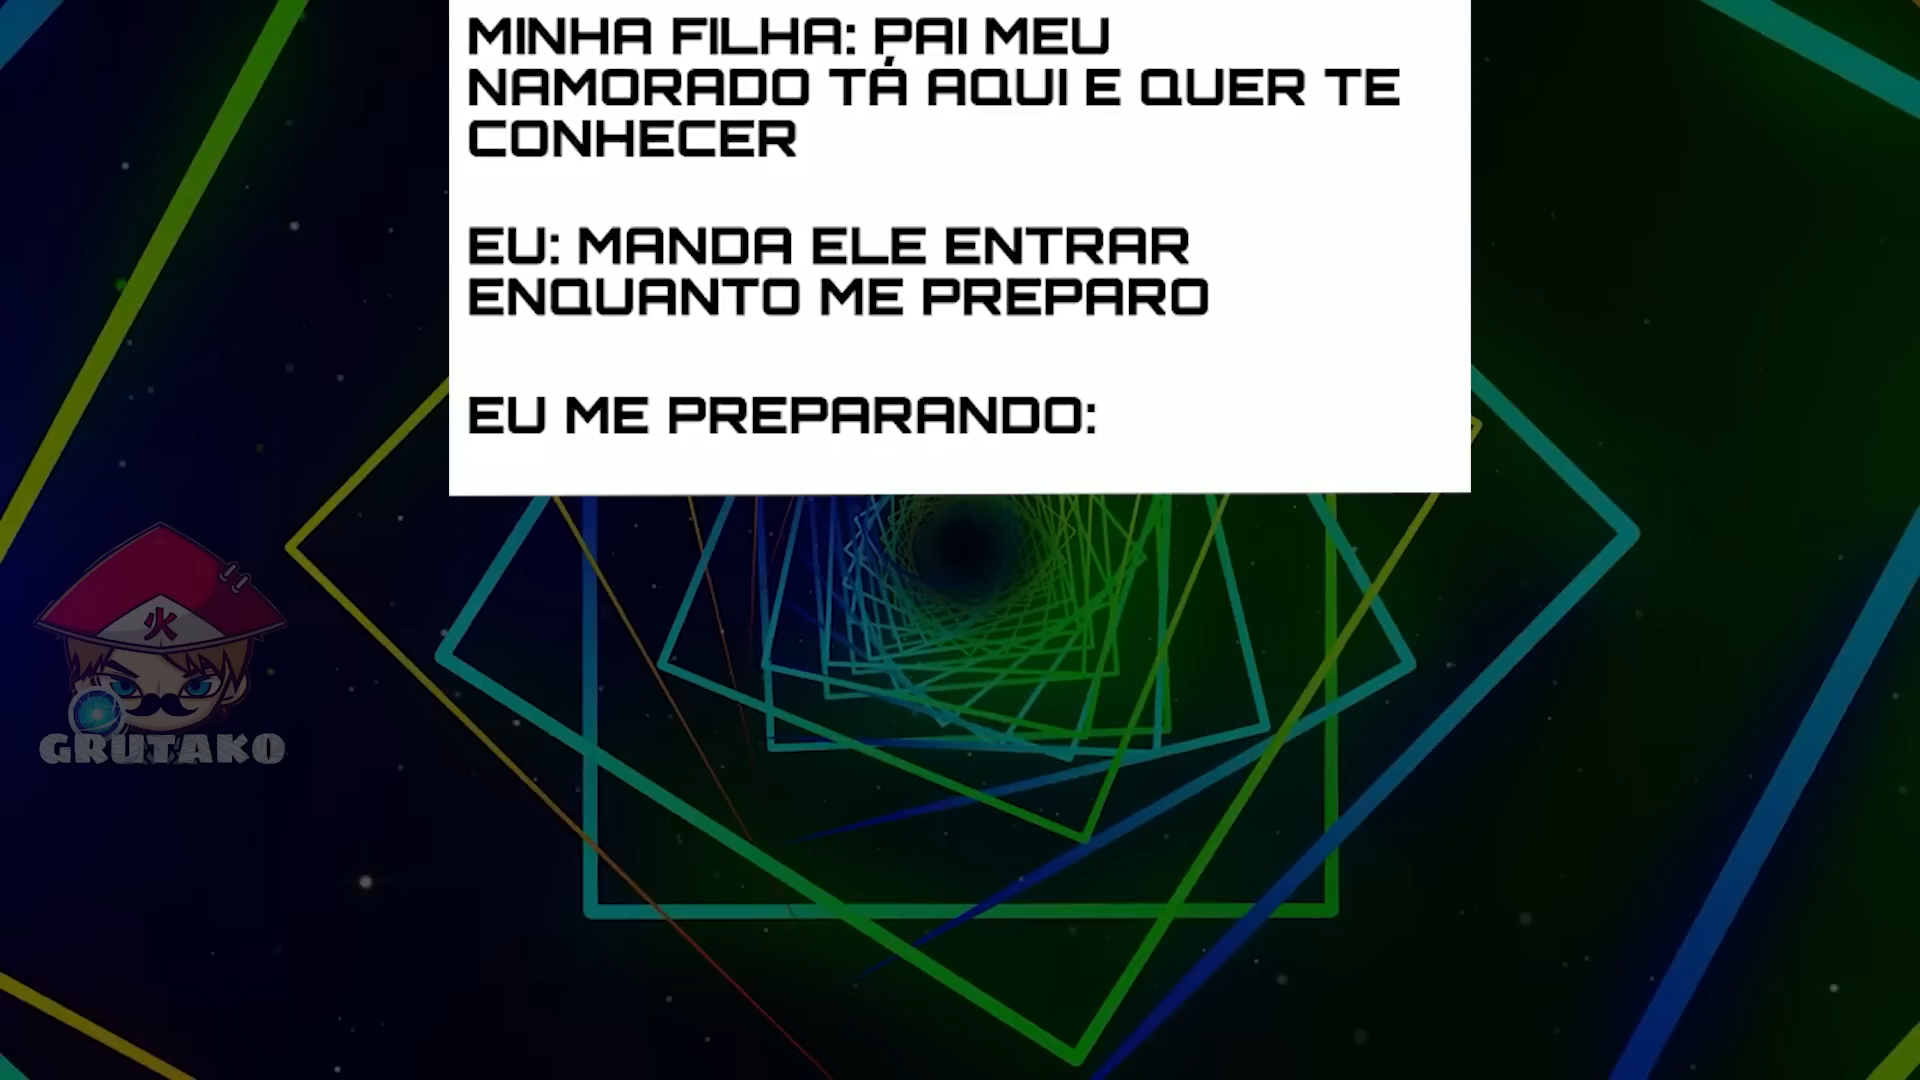 MINHA FILHA: PAI MEU
NAMORADO TÁ AQUI E QUER TE
CONHECER
EU: MANDA ELE ENTRAR
ENQUANTO ME PREPARO
EU ME PREPARANDO:
火
GRUTAKO